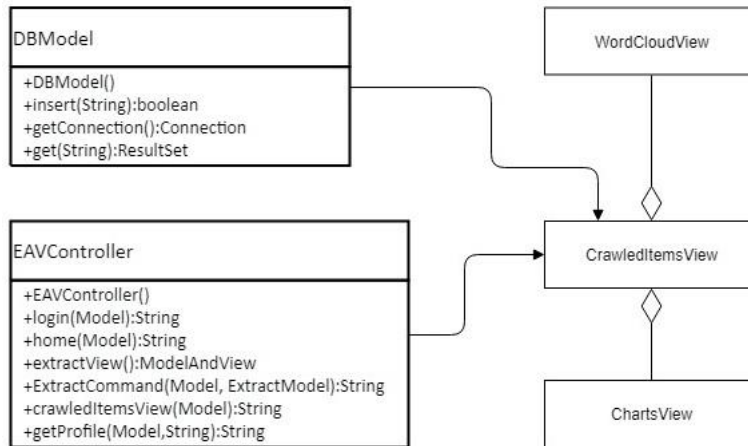 DBModel
+DBModel()
+insert(String):boolean
+getConnection():Connection
+get(String):ResultSet
WordCloudView
EAVController
+EAVController()
+login(Model):String
+home(Model):String
+extractView():ModelAndView
+ExtractCommand(Model, ExtractModel):String
+crawledItemsView(Model):String
+getProfile(Model,String):String
CrawledItemsView
ChartsView